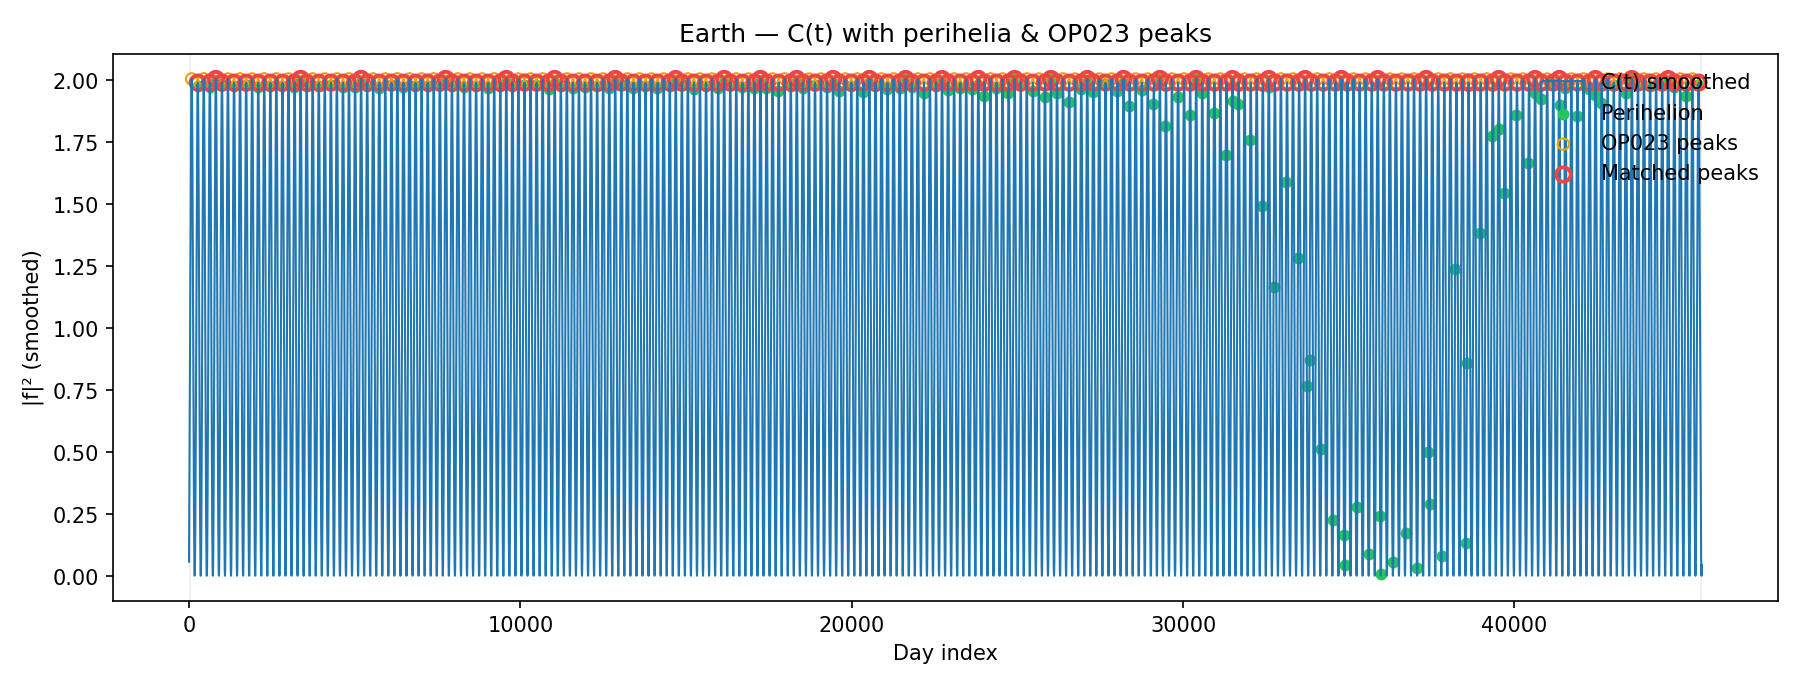 Earth — C(t) with perihelia & OP023 peaks
|f|² (smoothed)
2.00
1.75
1.50
1.25
1.00
0.75
0.50
0.25
0.00
C(t) smoothed
Perihelion
OP023 peaks
Matched peaks
0
10000
20000
30000
40000
Day index